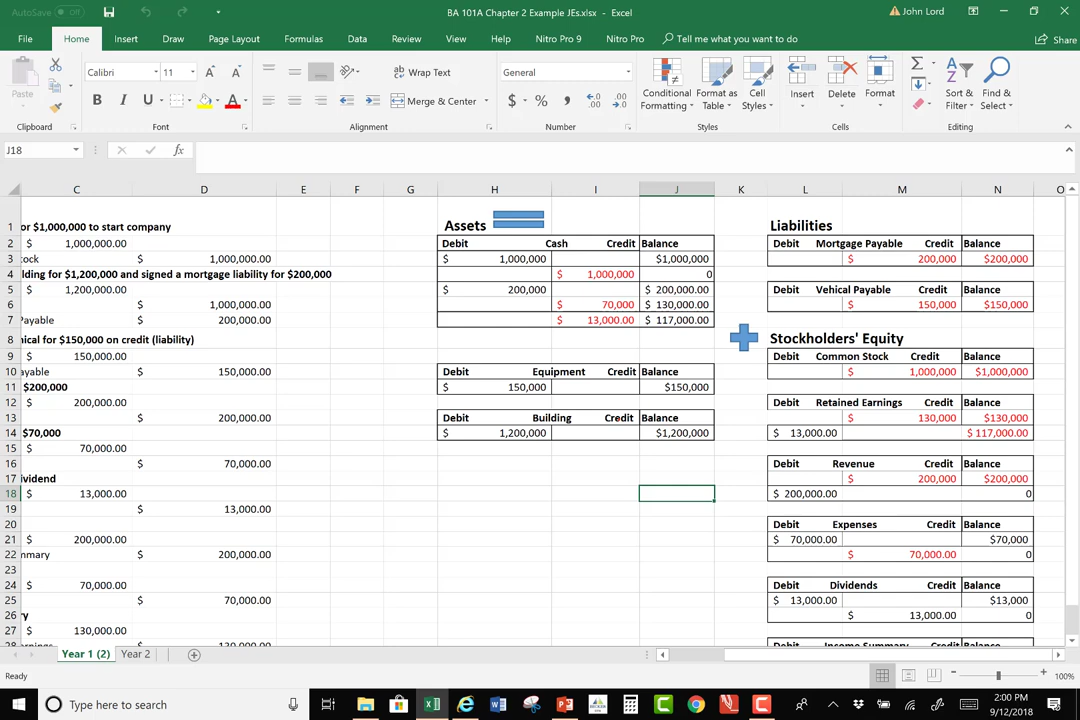 AutoSave Off
BA 101A Chapter 2 Example JEs.xlsx - Excel
John Lord
File Home Insert Draw Page Layout Formulas Data Review View Help Nitro Pro 9 Nitro Pro Tell me what you want to do Share
Paste
Calibri 11 A A
Wrap Text
General
B I U A
Merge & Center
$ % , .00 .00
Conditional Formatting
Format as Table
Cell Styles
Insert
Delete
Format
Sort & Filter
Find & Select
Clipboard Font Alignment Number Styles Cells Editing
J18 fx
C D E F G H I J K L M N O
1 or $1,000,000 to start company Assets Liabilities
2 $ 1,000,000.00 Debit Cash Credit Balance Debit Mortgage Payable Credit Balance
3 tock $ 1,000,000.00 $ 1,000,000 $1,000,000 $ 200,000 $200,000
4 lding for $1,200,000 and signed a mortgage liability for $200,000 $ 1,000,000 0
5 $ 1,200,000.00 $ 200,000 $ 200,000.00 Debit Vehical Payable Credit Balance
6 $ 1,000,000.00 $ 70,000 $ 130,000.00 $ 150,000 $150,000
7 Payable $ 200,000.00 $ 13,000.00 $ 117,000.00
8 hical for $150,000 on credit (liability) Stockholders' Equity
9 $ 150,000.00 Debit Common Stock Credit Balance
10 ayable $ 150,000.00 Debit Equipment Credit Balance $ 1,000,000 $1,000,000
11 $200,000 $ 150,000 $150,000
12 $ 200,000.00 Debit Retained Earnings Credit Balance
13 $ 200,000.00 Debit Building Credit Balance $ 130,000 $130,000
14 $70,000 $ 1,200,000 $1,200,000 $ 13,000.00 $ 117,000.00
15 $ 70,000.00
16 $ 70,000.00 Debit Revenue Credit Balance
17 ividend $ 200,000 $200,000
18 $ 13,000.00 $ 200,000.00 0
19 $ 13,000.00
20 Debit Expenses Credit Balance
21 $ 200,000.00 $ 70,000.00 $70,000
22 mmary $ 200,000.00 $ 70,000.00 0
23
24 $ 70,000.00 Debit Dividends Credit Balance
25 $ 70,000.00 $ 13,000.00 $13,000
26 ry $ 13,000.00 0
27 $ 130,000.00
28 arnings $ 130,000.00 Debit Income Summary Credit Balance
Year 1 (2) Year 2
Ready 100%
Type here to search
2:00 PM
9/12/2018